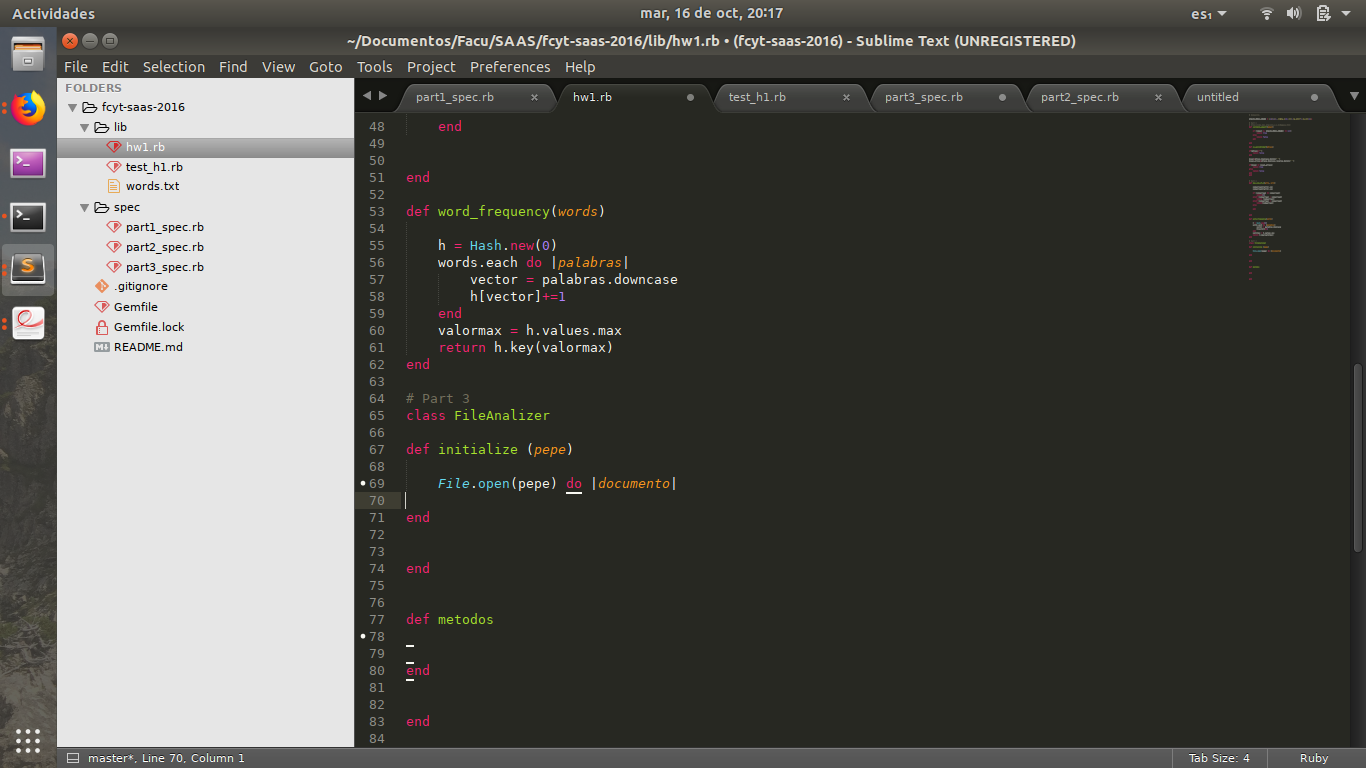 Actividades
mar, 16 de oct, 20:17
es₁
~/Documentos/Facu/SAAS/fcyt-saas-2016/lib/hw1.rb • (fcyt-saas-2016) - Sublime Text (UNREGISTERED)
File Edit Selection Find View Goto Tools Project Preferences Help
FOLDERS
fcyt-saas-2016
lib
hw1.rb
test_h1.rb
words.txt
spec
part1_spec.rb
part2_spec.rb
part3_spec.rb
.gitignore
Gemfile
Gemfile.lock
README.md
part1_spec.rb × hw1.rb test_h1.rb × part3_spec.rb part2_spec.rb × untitled
48 end
49
50
51 end
52
53 def word_frequency(words)
54
55 h = Hash.new(0)
56 words.each do |palabras|
57 vector = palabras.downcase
58 h[vector]+=1
59 end
60 valormax = h.values.max
61 return h.key(valormax)
62 end
63
64 # Part 3
65 class FileAnalizer
66
67 def initialize (pepe)
68
69 File.open(pepe) do |documento|
70
71 end
72
73
74 end
75
76
77 def metodos
78
79
80 end
81
82
83 end
84
master*, Line 70, Column 1
Tab Size: 4
Ruby